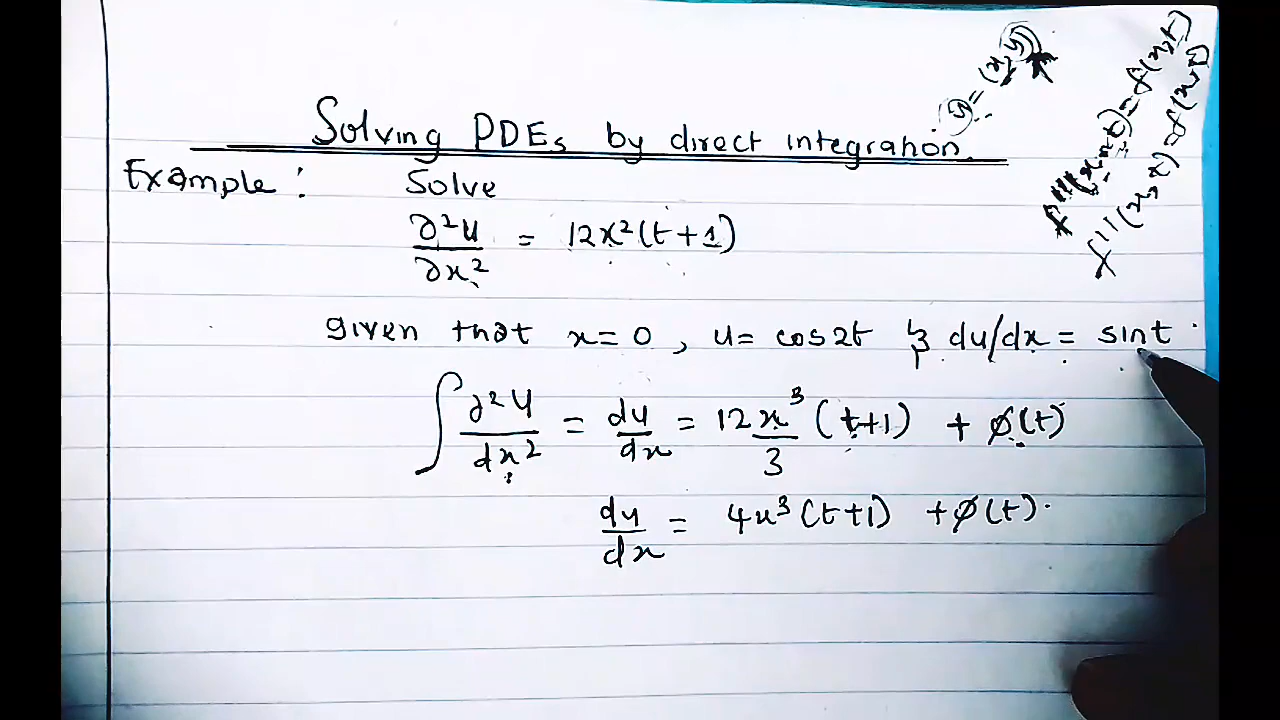 Solving PDEs by direct integration.
Example: Solve
∂²u/∂x² = 12x²(t+1)
given that x=0, u= cos2t & du/dx = sint
∫ ∂²u/dx² = du/dx = 12x³/3 (t+1) + ϕ(t)
du/dx = 4x³(t+1) + ϕ(t).
f''(x,t) = f(x,t)